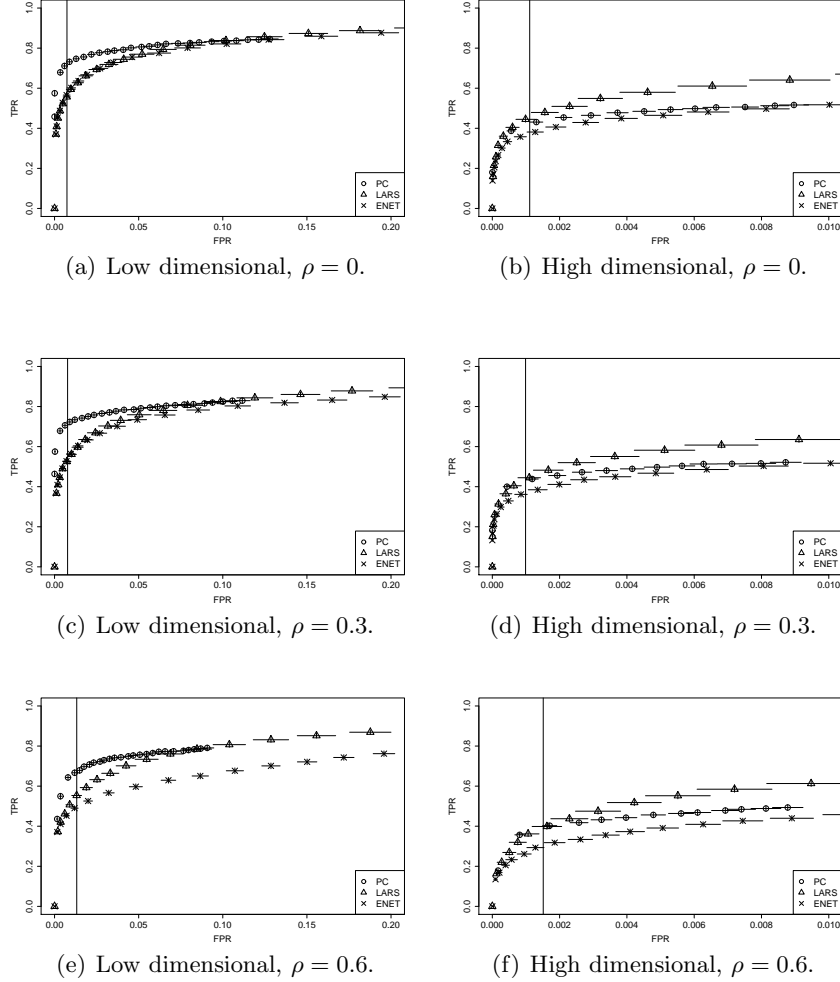 1.0
0.8
0.6
0.4
0.2
0.0
TPR
0.00 0.05 0.10 0.15 0.20
FPR
PC
LARS
ENET
(a) Low dimensional, ρ = 0.
1.0
0.8
0.6
0.4
0.2
0.0
TPR
0.000 0.002 0.004 0.006 0.008 0.010
FPR
PC
LARS
ENET
(b) High dimensional, ρ = 0.
1.0
0.8
0.6
0.4
0.2
0.0
TPR
0.00 0.05 0.10 0.15 0.20
FPR
PC
LARS
ENET
(c) Low dimensional, ρ = 0.3.
1.0
0.8
0.6
0.4
0.2
0.0
TPR
0.000 0.002 0.004 0.006 0.008 0.010
FPR
PC
LARS
ENET
(d) High dimensional, ρ = 0.3.
1.0
0.8
0.6
0.4
0.2
0.0
TPR
0.00 0.05 0.10 0.15 0.20
FPR
PC
LARS
ENET
(e) Low dimensional, ρ = 0.6.
1.0
0.8
0.6
0.4
0.2
0.0
TPR
0.000 0.002 0.004 0.006 0.008 0.010
FPR
PC
LARS
ENET
(f) High dimensional, ρ = 0.6.